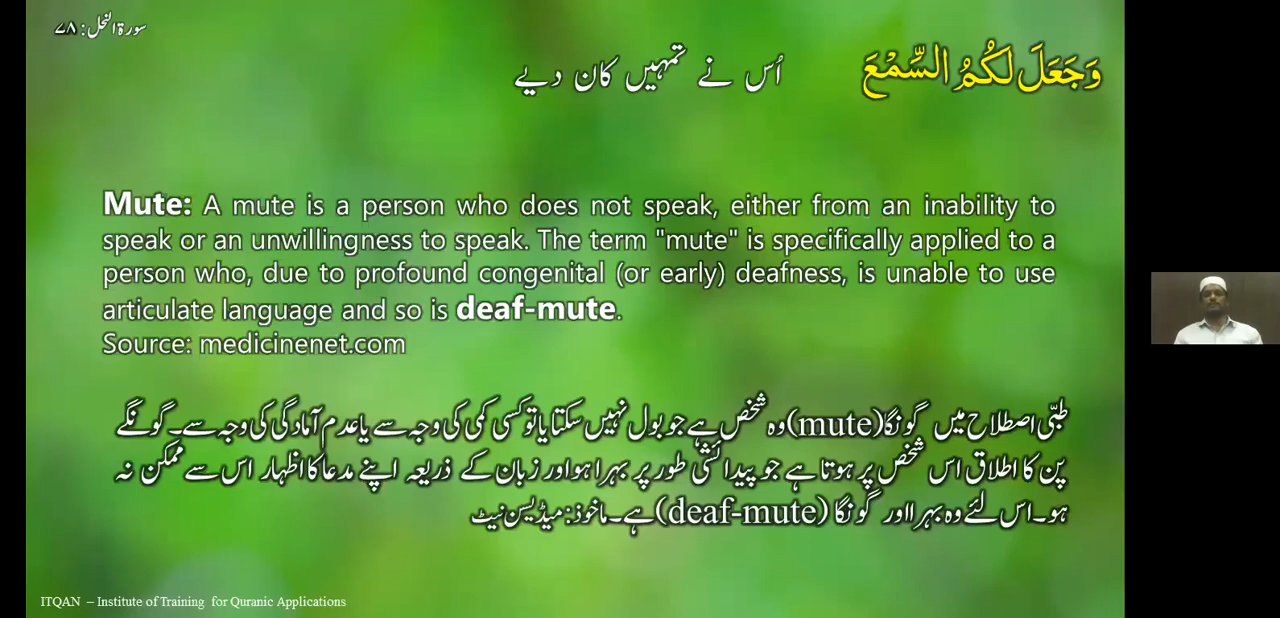 سورة النحل: ۷۸
وَجَعَلَ لَكُمُ السَّمْعَ
اُس نے تمہیں کان دیے
Mute: A mute is a person who does not speak, either from an inability to
speak or an unwillingness to speak. The term "mute" is specifically applied to a
person who, due to profound congenital (or early) deafness, is unable to use
articulate language and so is deaf-mute.
Source: medicinenet.com
طبّی اصطلاح میں گونگا(mute)وہ شخص ہے جو بول نہیں سکتا یا تو کسی کمی کی وجہ سے یا عدم آمادگی کی وجہ سے۔ گونگے
پن کا اطلاق اس شخص پر ہوتا ہے جو پیدائشی طور پر بہرا ہو اور زبان کے ذریعہ اپنے مدعا کا اظہار اس سے ممکن نہ
ہو۔ اس لئے وہ بہرا اور گونگا (deaf-mute) ہے۔ ماخوذ: میڈیسن نیٹ
ITQAN – Institute of Training for Quranic Applications